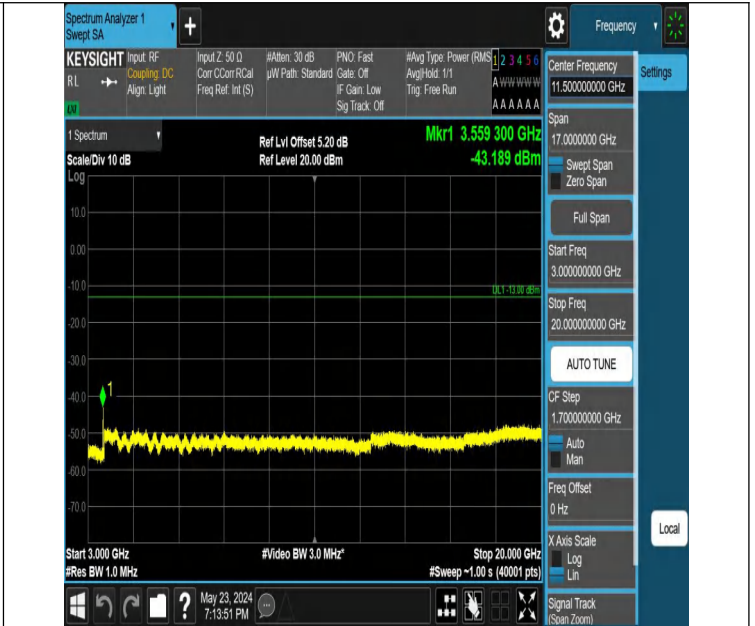 Spectrum Analyzer 1
Swept SA
+
Frequency
KEYSIGHT
RL
LXI
Input: RF
Coupling: DC
Align: Light
Input Z: 50 Ω
Corr CCorr RCal
Freq Ref: Int (S)
#Atten: 30 dB
µW Path: Standard
PNO: Fast
Gate: Off
IF Gain: Low
Sig Track: Off
#Avg Type: Power (RMS
Avg|Hold: 1/1
Trig: Free Run
1 2 3 4 5 6
A W W W W W
A A A A A A
1 Spectrum
Scale/Div 10 dB
Log
Ref Lvl Offset 5.20 dB
Ref Level 20.00 dBm
Mkr1 3.559 300 GHz
-43.189 dBm
10.0
0.00
-10.0
DL1 -13.00 dBm
-20.0
-30.0
-40.0
1
-50.0
-60.0
-70.0
Start 3.000 GHz
#Res BW 1.0 MHz
#Video BW 3.0 MHz*
Stop 20.000 GHz
#Sweep ~1.00 s (40001 pts)
?
May 23, 2024
7:13:51 PM
Center Frequency
11.500000000 GHz
Settings
Span
17.0000000 GHz
Swept Span
Zero Span
Full Span
Start Freq
3.000000000 GHz
Stop Freq
20.000000000 GHz
AUTO TUNE
CF Step
1.700000000 GHz
Auto
Man
Freq Offset
0 Hz
X Axis Scale
Log
Lin
Local
Signal Track
(Span Zoom)